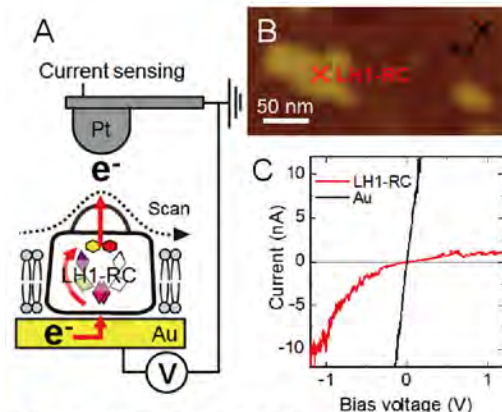 A
Current sensing
Pt
e-
Scan
LH1-RC
e-
Au
V
B
LH1-RC
50 nm
C
LH1-RC
Au
Current (nA)
10
5
0
-5
-10
-1
0
1
Bias voltage (V)